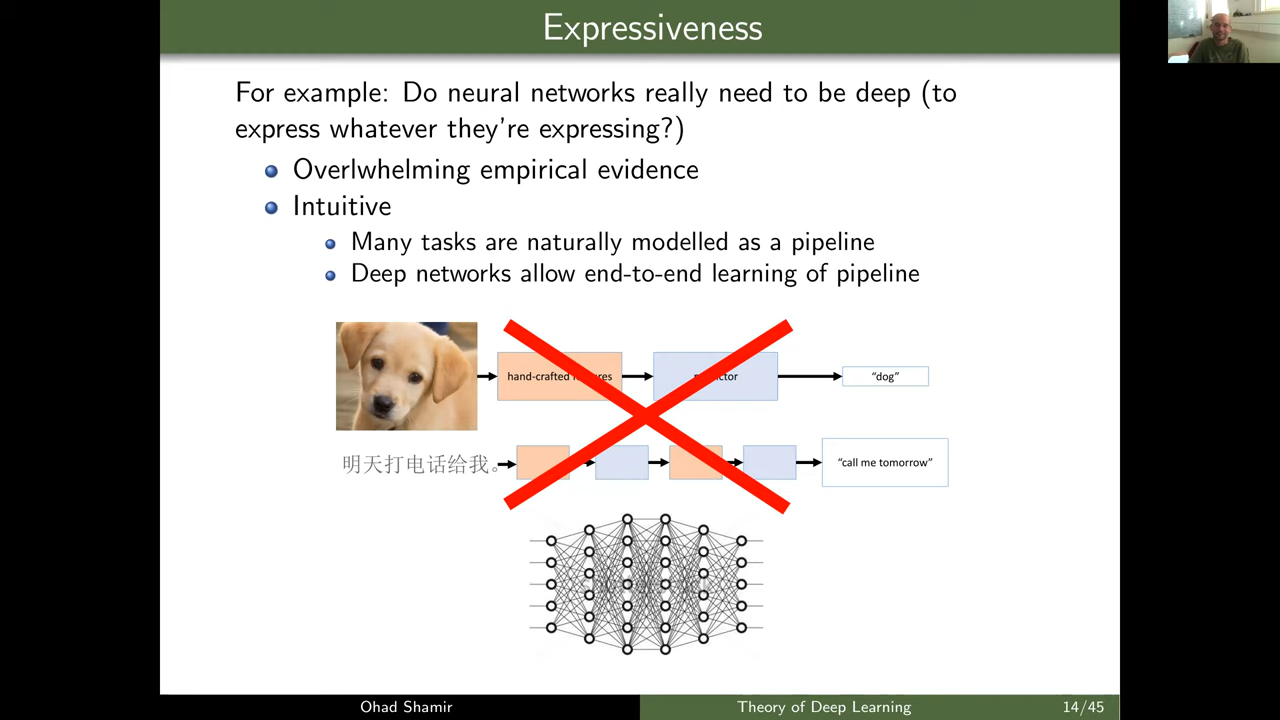 Expressiveness
For example: Do neural networks really need to be deep (to
express whatever they're expressing?)
Overlwhelming empirical evidence
Intuitive
Many tasks are naturally modelled as a pipeline
Deep networks allow end-to-end learning of pipeline
hand-crafted
"dog"
明天打电话给我。
"call me tomorrow"
Ohad Shamir
Theory of Deep Learning
14/45